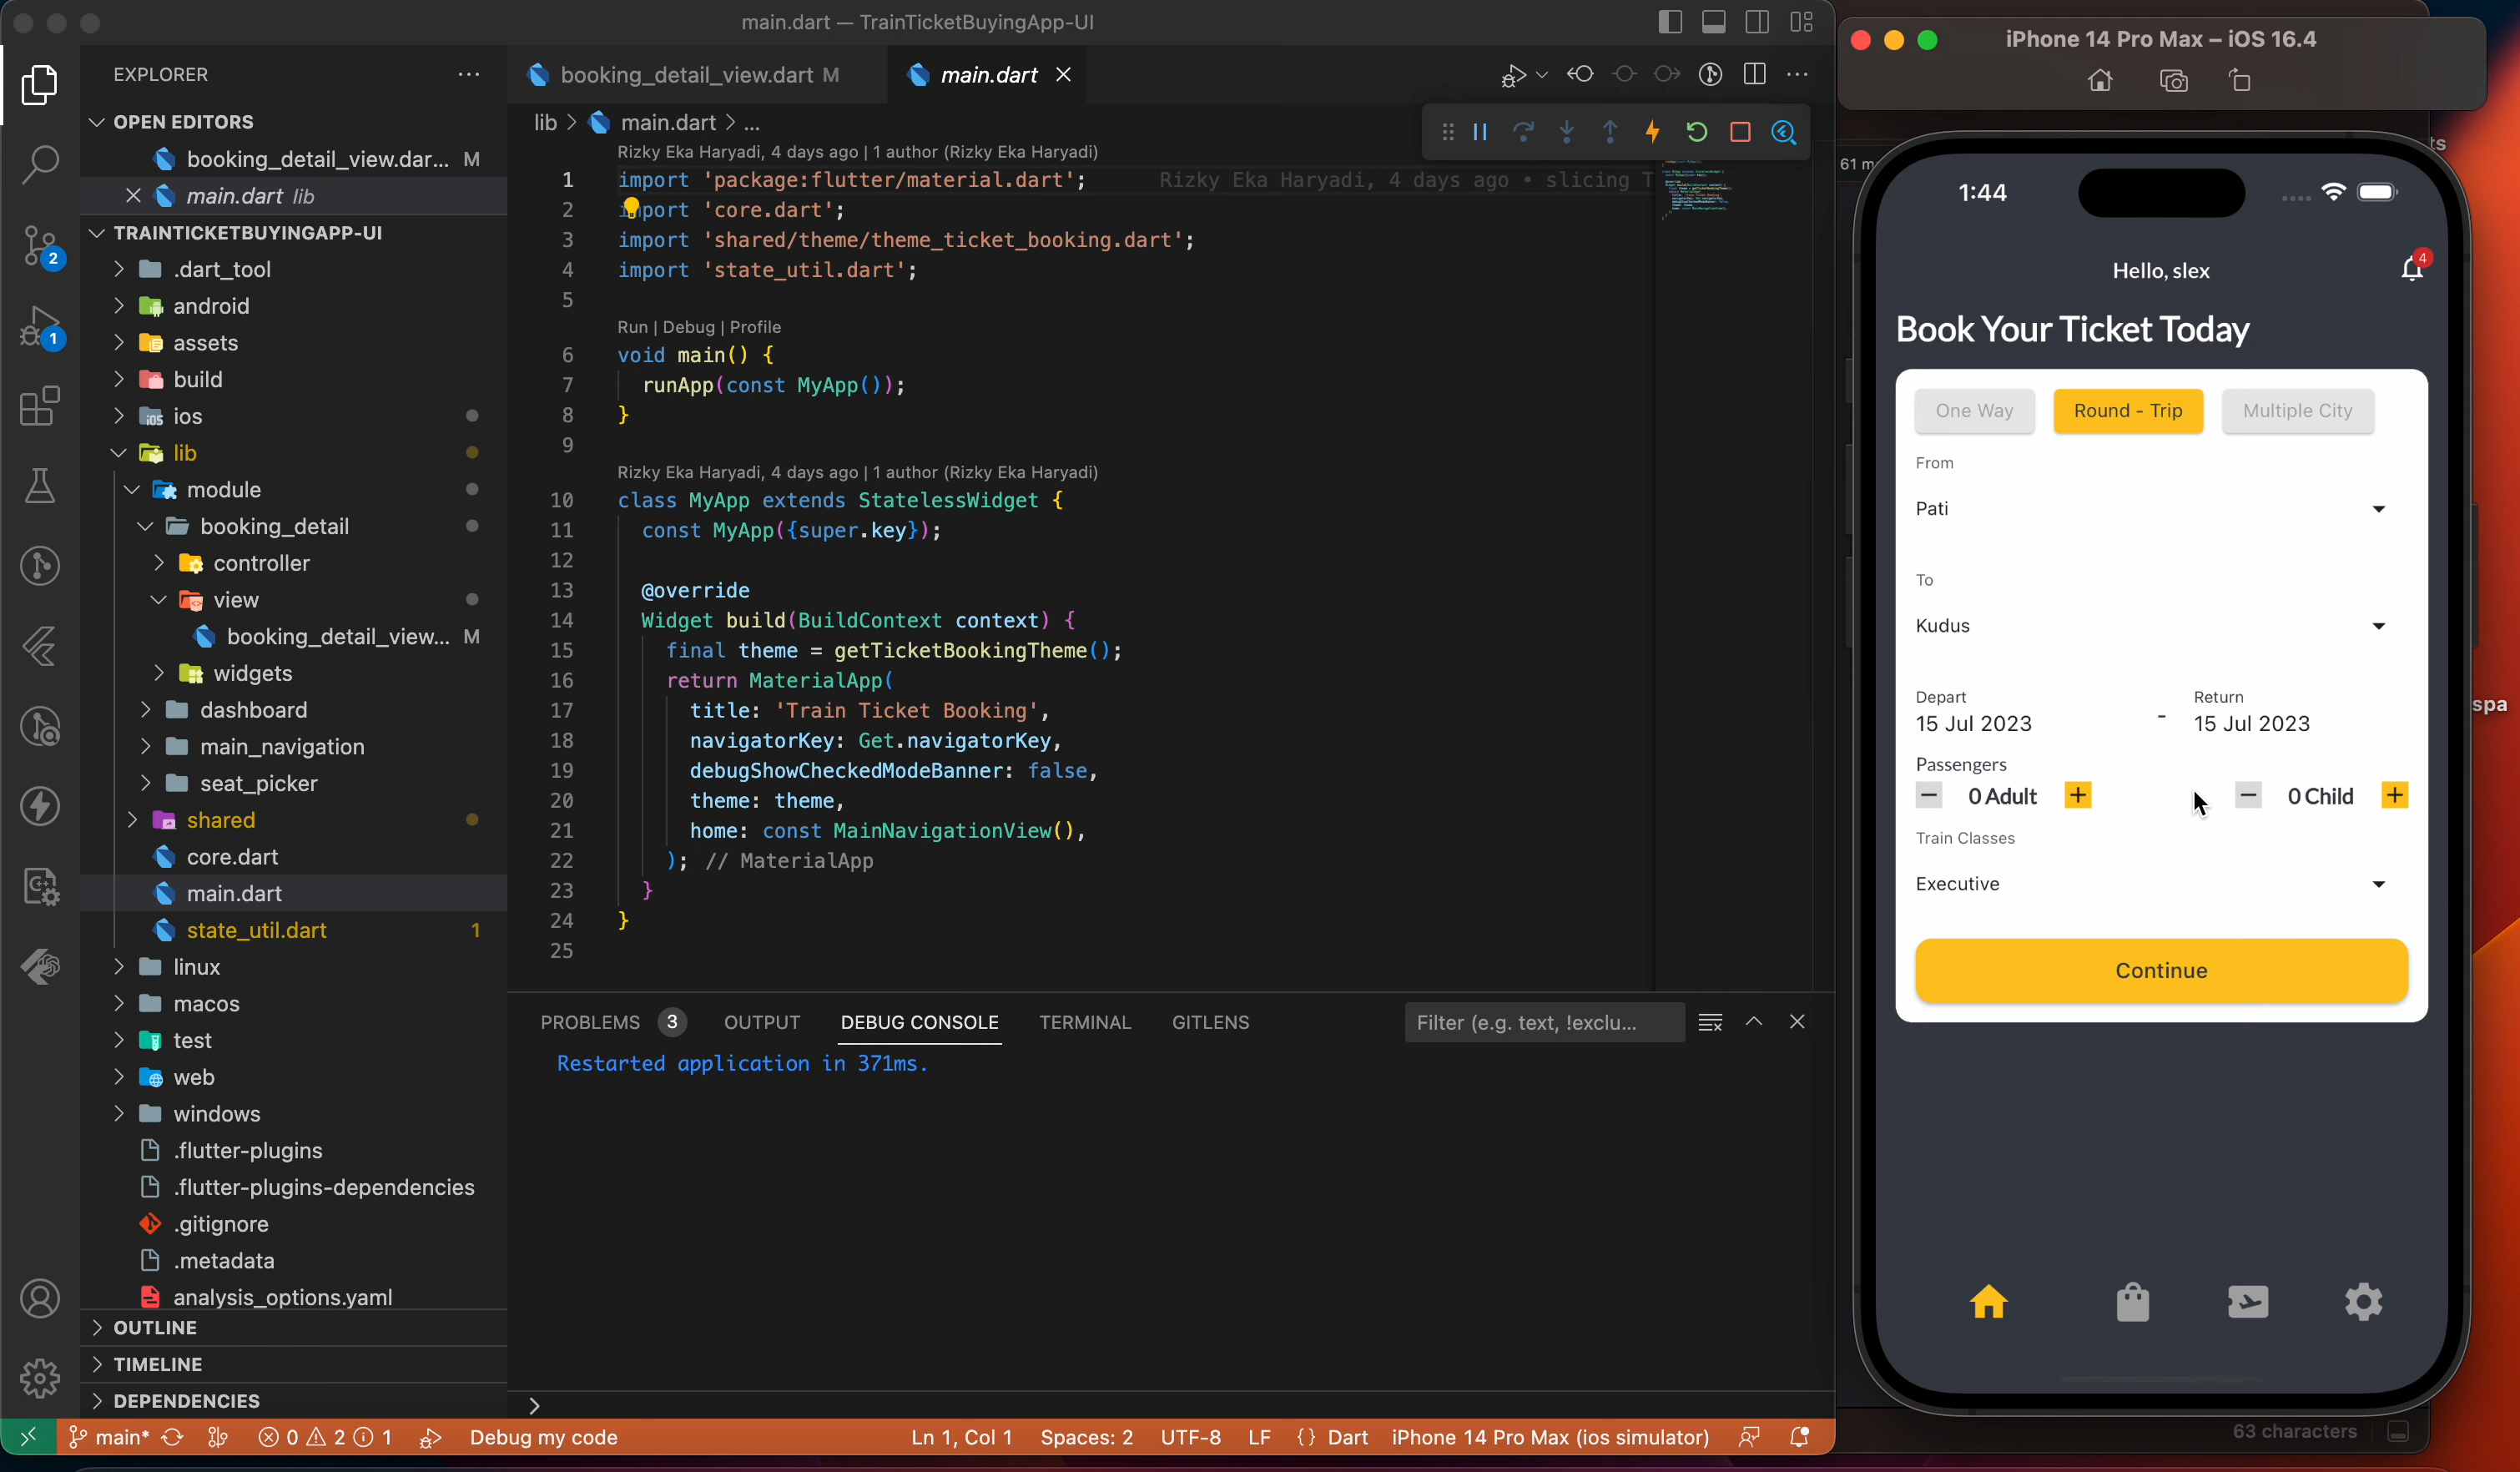 main.dart — TrainTicketBuyingApp-UI
EXPLORER
OPEN EDITORS
booking_detail_view.dar... M
main.dart lib
TRAINTICKETBUYINGAPP-UI
.dart_tool
android
assets
build
ios
lib
module
booking_detail
controller
view
booking_detail_view... M
widgets
dashboard
main_navigation
seat_picker
shared
core.dart
main.dart
state_util.dart 1
linux
macos
test
web
windows
.flutter-plugins
.flutter-plugins-dependencies
.gitignore
.metadata
analysis_options.yaml
OUTLINE
TIMELINE
DEPENDENCIES
2
1
booking_detail_view.dart M
main.dart
lib > main.dart > ...
Rizky Eka Haryadi, 4 days ago | 1 author (Rizky Eka Haryadi)
1 import 'package:flutter/material.dart'; Rizky Eka Haryadi, 4 days ago • slicing T
2 import 'core.dart';
3 import 'shared/theme/theme_ticket_booking.dart';
4 import 'state_util.dart';
5
Run | Debug | Profile
6 void main() {
7 runApp(const MyApp());
8 }
9
Rizky Eka Haryadi, 4 days ago | 1 author (Rizky Eka Haryadi)
10 class MyApp extends StatelessWidget {
11 const MyApp({super.key});
12
13 @override
14 Widget build(BuildContext context) {
15 final theme = getTicketBookingTheme();
16 return MaterialApp(
17 title: 'Train Ticket Booking',
18 navigatorKey: Get.navigatorKey,
19 debugShowCheckedModeBanner: false,
20 theme: theme,
21 home: const MainNavigationView(),
22 ); // MaterialApp
23 }
24 }
25
PROBLEMS 3 OUTPUT DEBUG CONSOLE TERMINAL GITLENS
Filter (e.g. text, !exclu...
Restarted application in 371ms.
main* 0 2 1 Debug my code
Ln 1, Col 1 Spaces: 2 UTF-8 LF {} Dart iPhone 14 Pro Max (ios simulator)
iPhone 14 Pro Max – iOS 16.4
1:44
Hello, slex
4
Book Your Ticket Today
One Way Round - Trip Multiple City
From
Pati
To
Kudus
Depart Return
15 Jul 2023 - 15 Jul 2023
Passengers
− 0 Adult + − 0 Child +
Train Classes
Executive
Continue
63 characters